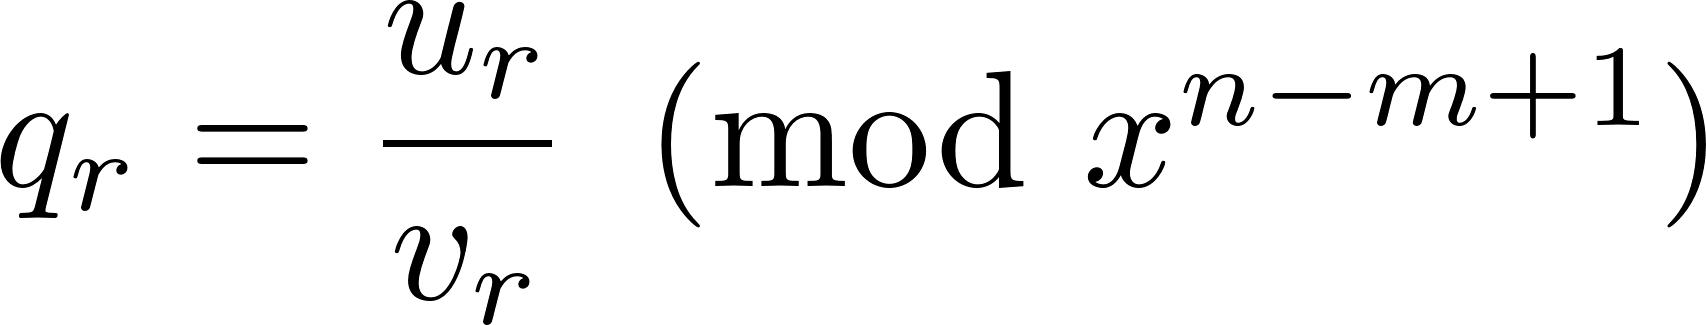 q_r = \frac{u_r}{v_r} \pmod{x^{n-m+1}}